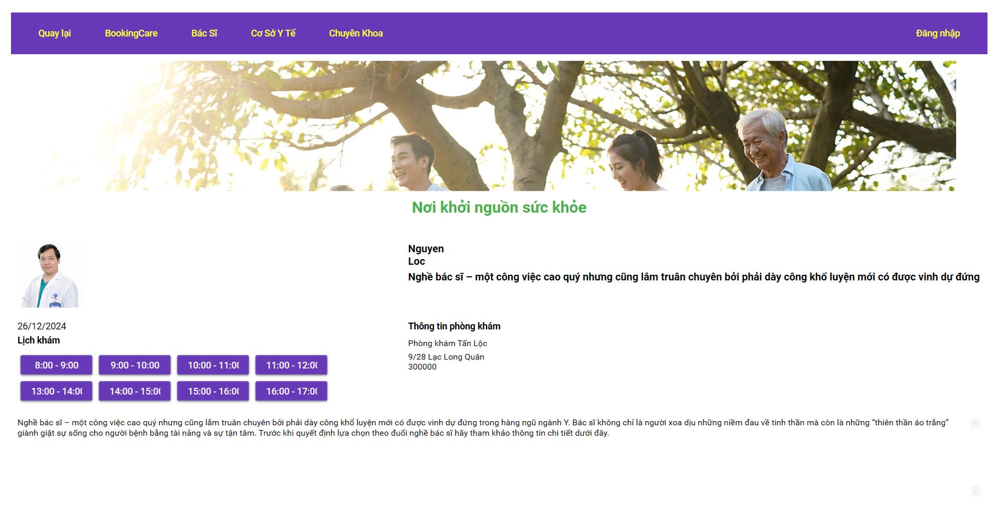 Quay lại BookingCare Bác Sĩ Cơ Sở Y Tế Chuyên Khoa Đăng nhập
Nơi khởi nguồn sức khỏe
Nguyen
Loc
Nghề bác sĩ – một công việc cao quý nhưng cũng lắm truân chuyên bởi phải dày công khổ luyện mới có được vinh dự đứng
26/12/2024
Lịch khám
8:00 - 9:00 9:00 - 10:00 10:00 - 11:00 11:00 - 12:00
13:00 - 14:00 14:00 - 15:00 15:00 - 16:00 16:00 - 17:00
Thông tin phòng khám
Phòng khám Tấn Lộc
9/28 Lạc Long Quân
300000
Nghề bác sĩ – một công việc cao quý nhưng cũng lắm truân chuyên bởi phải dày công khổ luyện mới có được vinh dự đứng trong hàng ngũ ngành Y. Bác sĩ không chỉ là người xoa dịu những niềm đau về tinh thần mà còn là những “thiên thần áo trắng”
giành giật sự sống cho người bệnh bằng tài năng và sự tận tâm. Trước khi quyết định lựa chọn theo đuổi nghề bác sĩ hãy tham khảo thông tin chi tiết dưới đây.